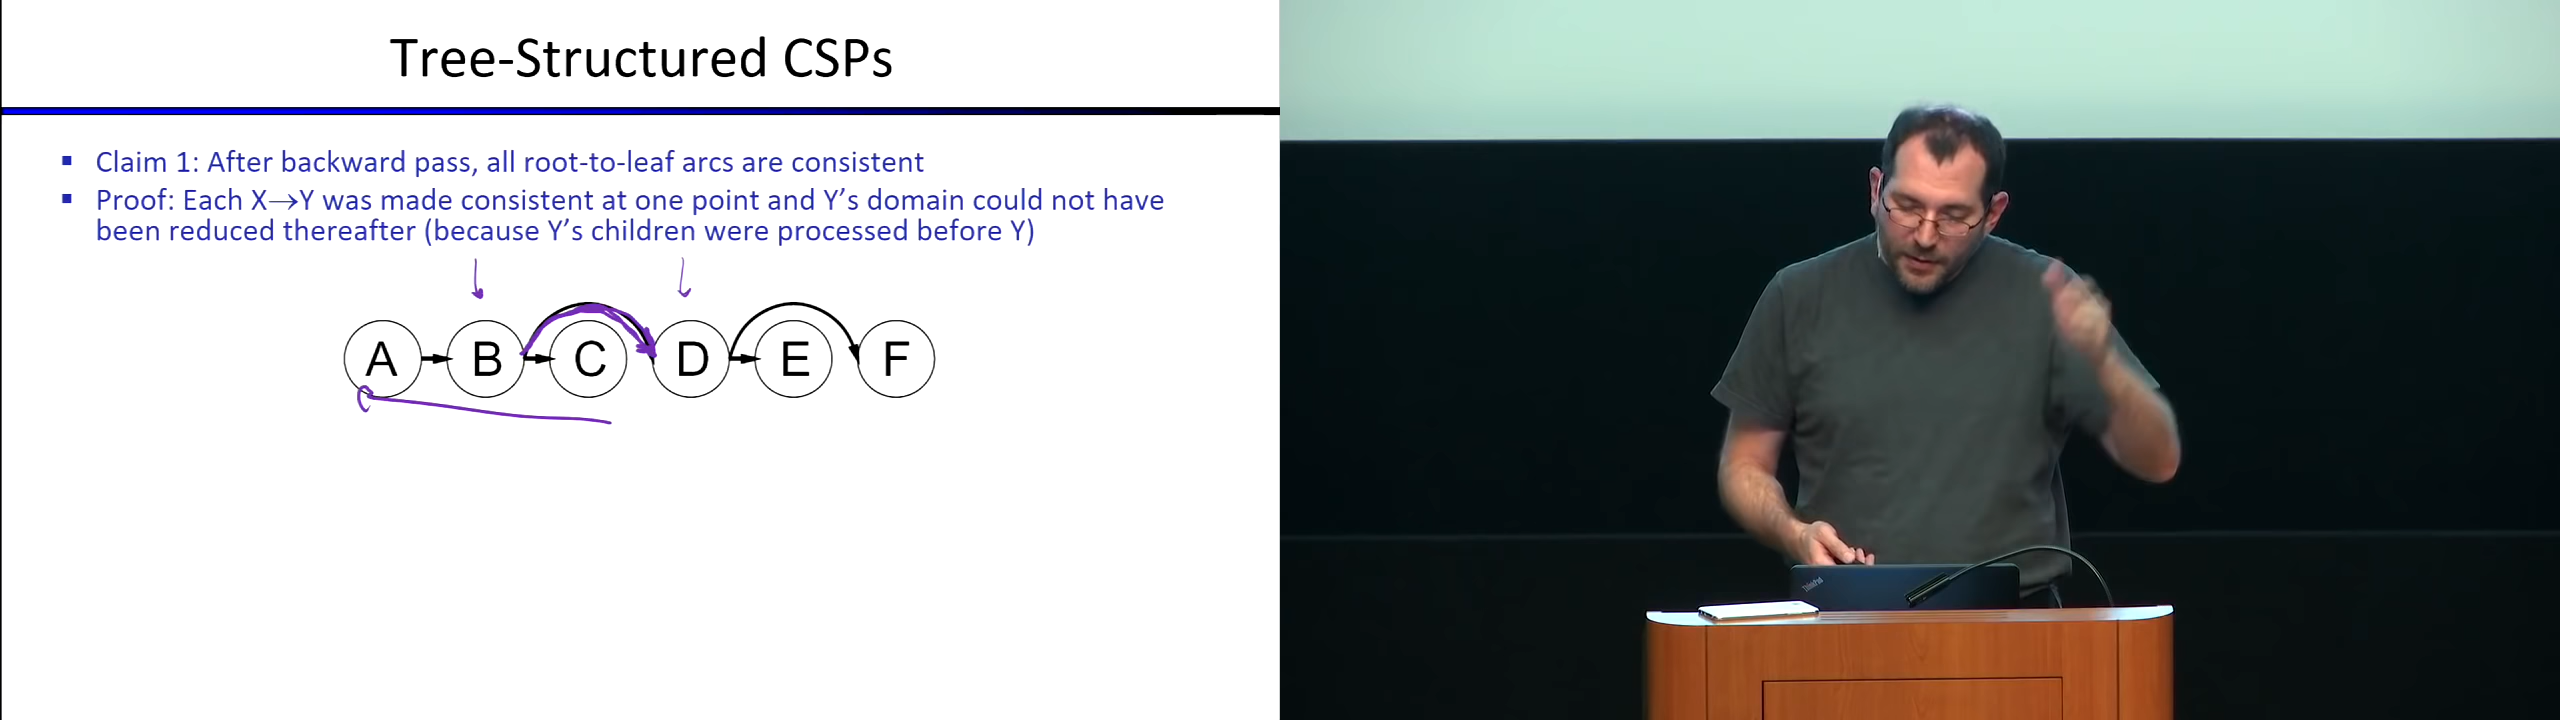 Tree-Structured CSPs
▪ Claim 1: After backward pass, all root-to-leaf arcs are consistent
▪ Proof: Each X→Y was made consistent at one point and Y’s domain could not have
been reduced thereafter (because Y’s children were processed before Y)
A B C D E F
ThinkPad